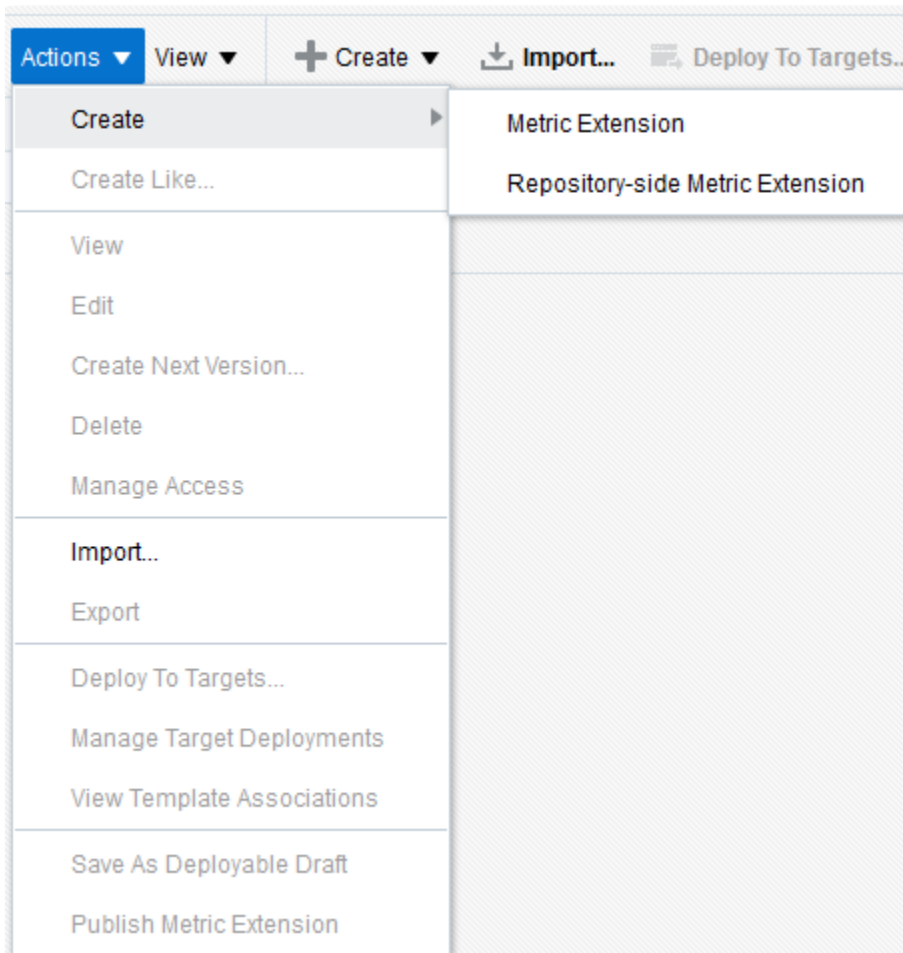 Actions View Create Import... Deploy To Targets..
Create Metric Extension
Create Like... Repository-side Metric Extension
View
Edit
Create Next Version...
Delete
Manage Access
Import...
Export
Deploy To Targets...
Manage Target Deployments
View Template Associations
Save As Deployable Draft
Publish Metric Extension